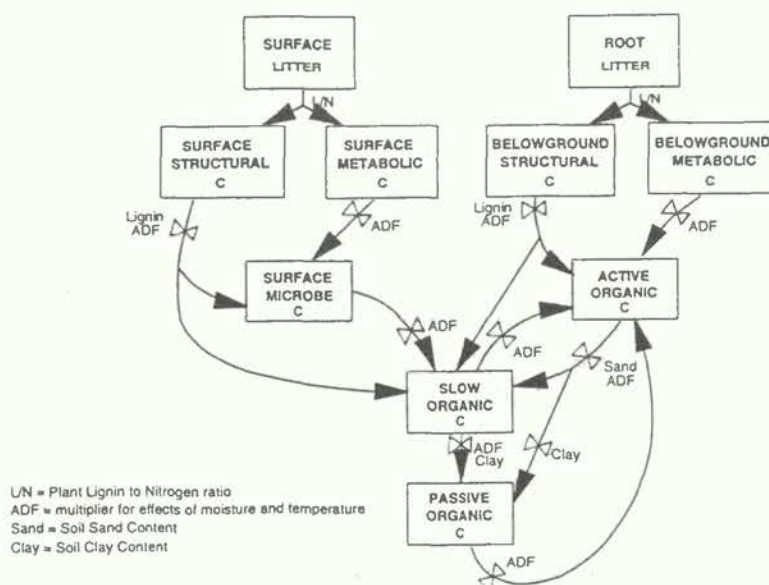 SURFACE
LITTER
ROOT
LITTER
L/N
L/N
SURFACE
STRUCTURAL
C
SURFACE
METABOLIC
C
BELOWGROUND
STRUCTURAL
C
BELOWGROUND
METABOLIC
C
Lignin
ADF
ADF
Lignin
ADF
ADF
SURFACE
MICROBE
C
ACTIVE
ORGANIC
C
ADF
ADF
Sand
ADF
SLOW
ORGANIC
C
ADF
Clay
Clay
PASSIVE
ORGANIC
C
ADF
L/N = Plant Lignin to Nitrogen ratio
ADF = multiplier for effects of moisture and temperature
Sand = Soil Sand Content
Clay = Soil Clay Content